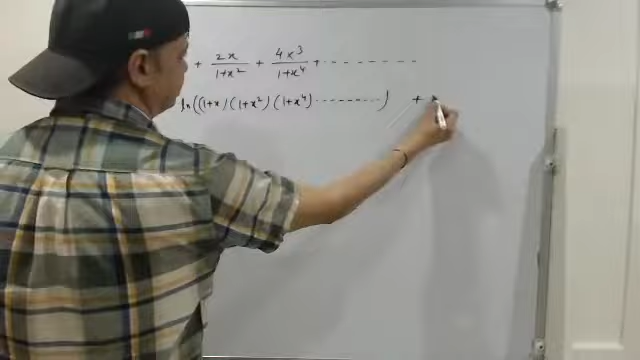 + 2x/1+x² + 4x³/1+x⁴ + - - - - - - -
ln((1+x)(1+x²)(1+x⁴) - - - - - - - ) +